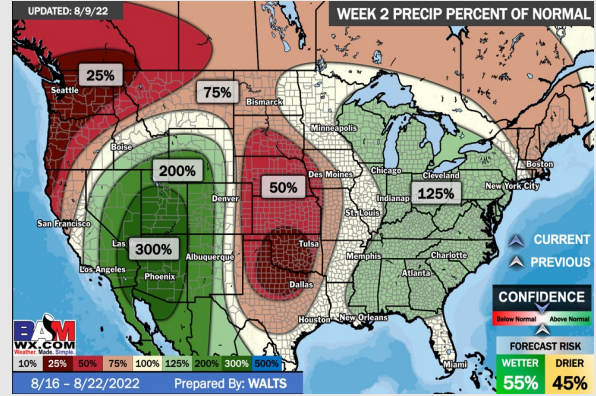 UPDATED: 8/9/22
WEEK 2 PRECIP PERCENT OF NORMAL
25%
Seattle
75%
Bismarck
Minneapolis
Boise
200%
50%
Des Moines
Chicago
Cleveland
Boston
New York City
125%
Denver
Indianap
St. Louis
San Francisco
Las
300%
Tulsa
Albuquerque
Memphis
Charlotte
Los Angeles
Phoenix
Atlanta
Dallas
Houston
New Orleans
Miami
CURRENT
PREVIOUS
CONFIDENCE
Below Normal
Above Normal
FORECAST RISK
WETTER
DRIER
55%
45%
BAM
WX.COM
Weather. Made. Simple.
10% 25% 50% 75% 100% 125% 200% 300% 500%
8/16 – 8/22/2022
Prepared By: WALTS